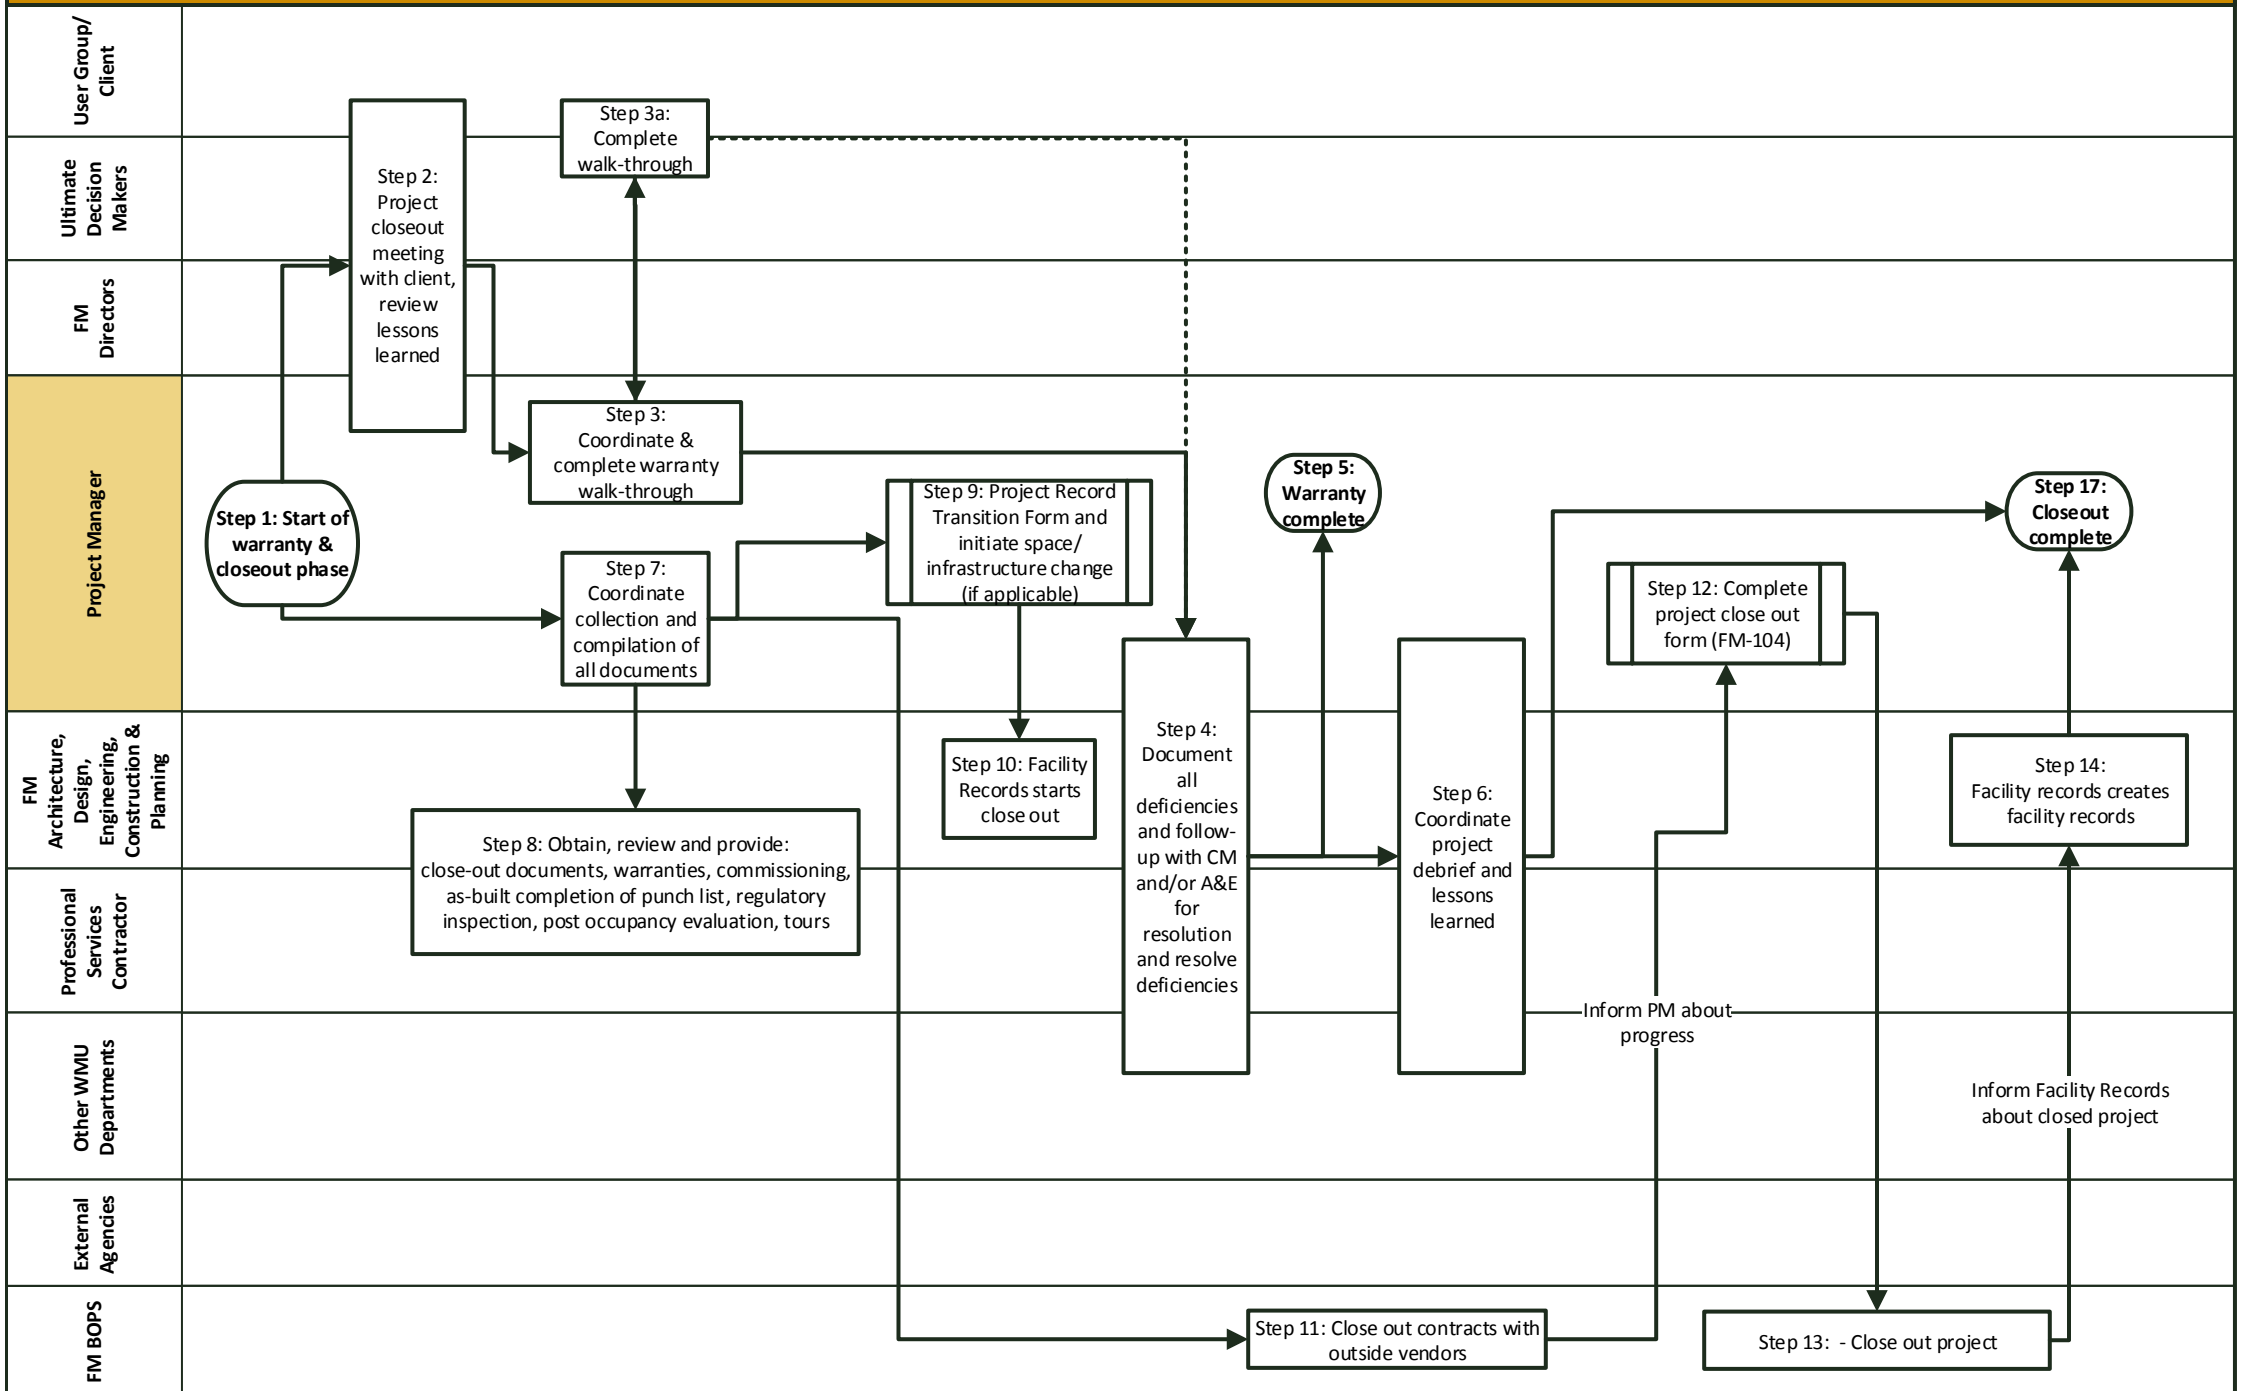 User Group/
Client
Ultimate
Decision
Makers
FM
Directors
Project Manager
FM
Architecture,
Design,
Enginering,
Construction &
Planning
Professional
Services
Contractor
Other WMU
Departments
External
Agencies
FM BOPS
Step 1: Start of
warranty &
closeout phase
Step 2:
Project
closeout
meeting
with client,
review
lessons
learned
Step 3a:
Complete
walk-through
Step 3:
Coordinate &
complete warranty
walk-through
Step 7:
Coordinate
collection and
compilation of
all documents
Step 8: Obtain, review and provide:
close-out documents, warranties, commissioning,
as-built completion of punch list, regulatory
inspection, post occupancy evaluation, tours
Step 9: Project Record
Transition Form and
initiate space/
infrastructure change
(if applicable)
Step 10: Facility
Records starts
close out
Step 4:
Document
all
deficiencies
and follow-
up with CM
and/or A&E
for
resolution
and resolve
deficiencies
Step 5:
Warranty
complete
Step 6:
Coordinate
project
debrief and
lessons
learned
Step 11: Close out contracts with
outside vendors
Inform PM about
progress
Step 12: Complete
project close out
form (FM-104)
Step 13:  - Close out project
Inform Facility Records
about closed project
Step 14:
Facility records creates
facility records
Step 17:
Closeout
complete